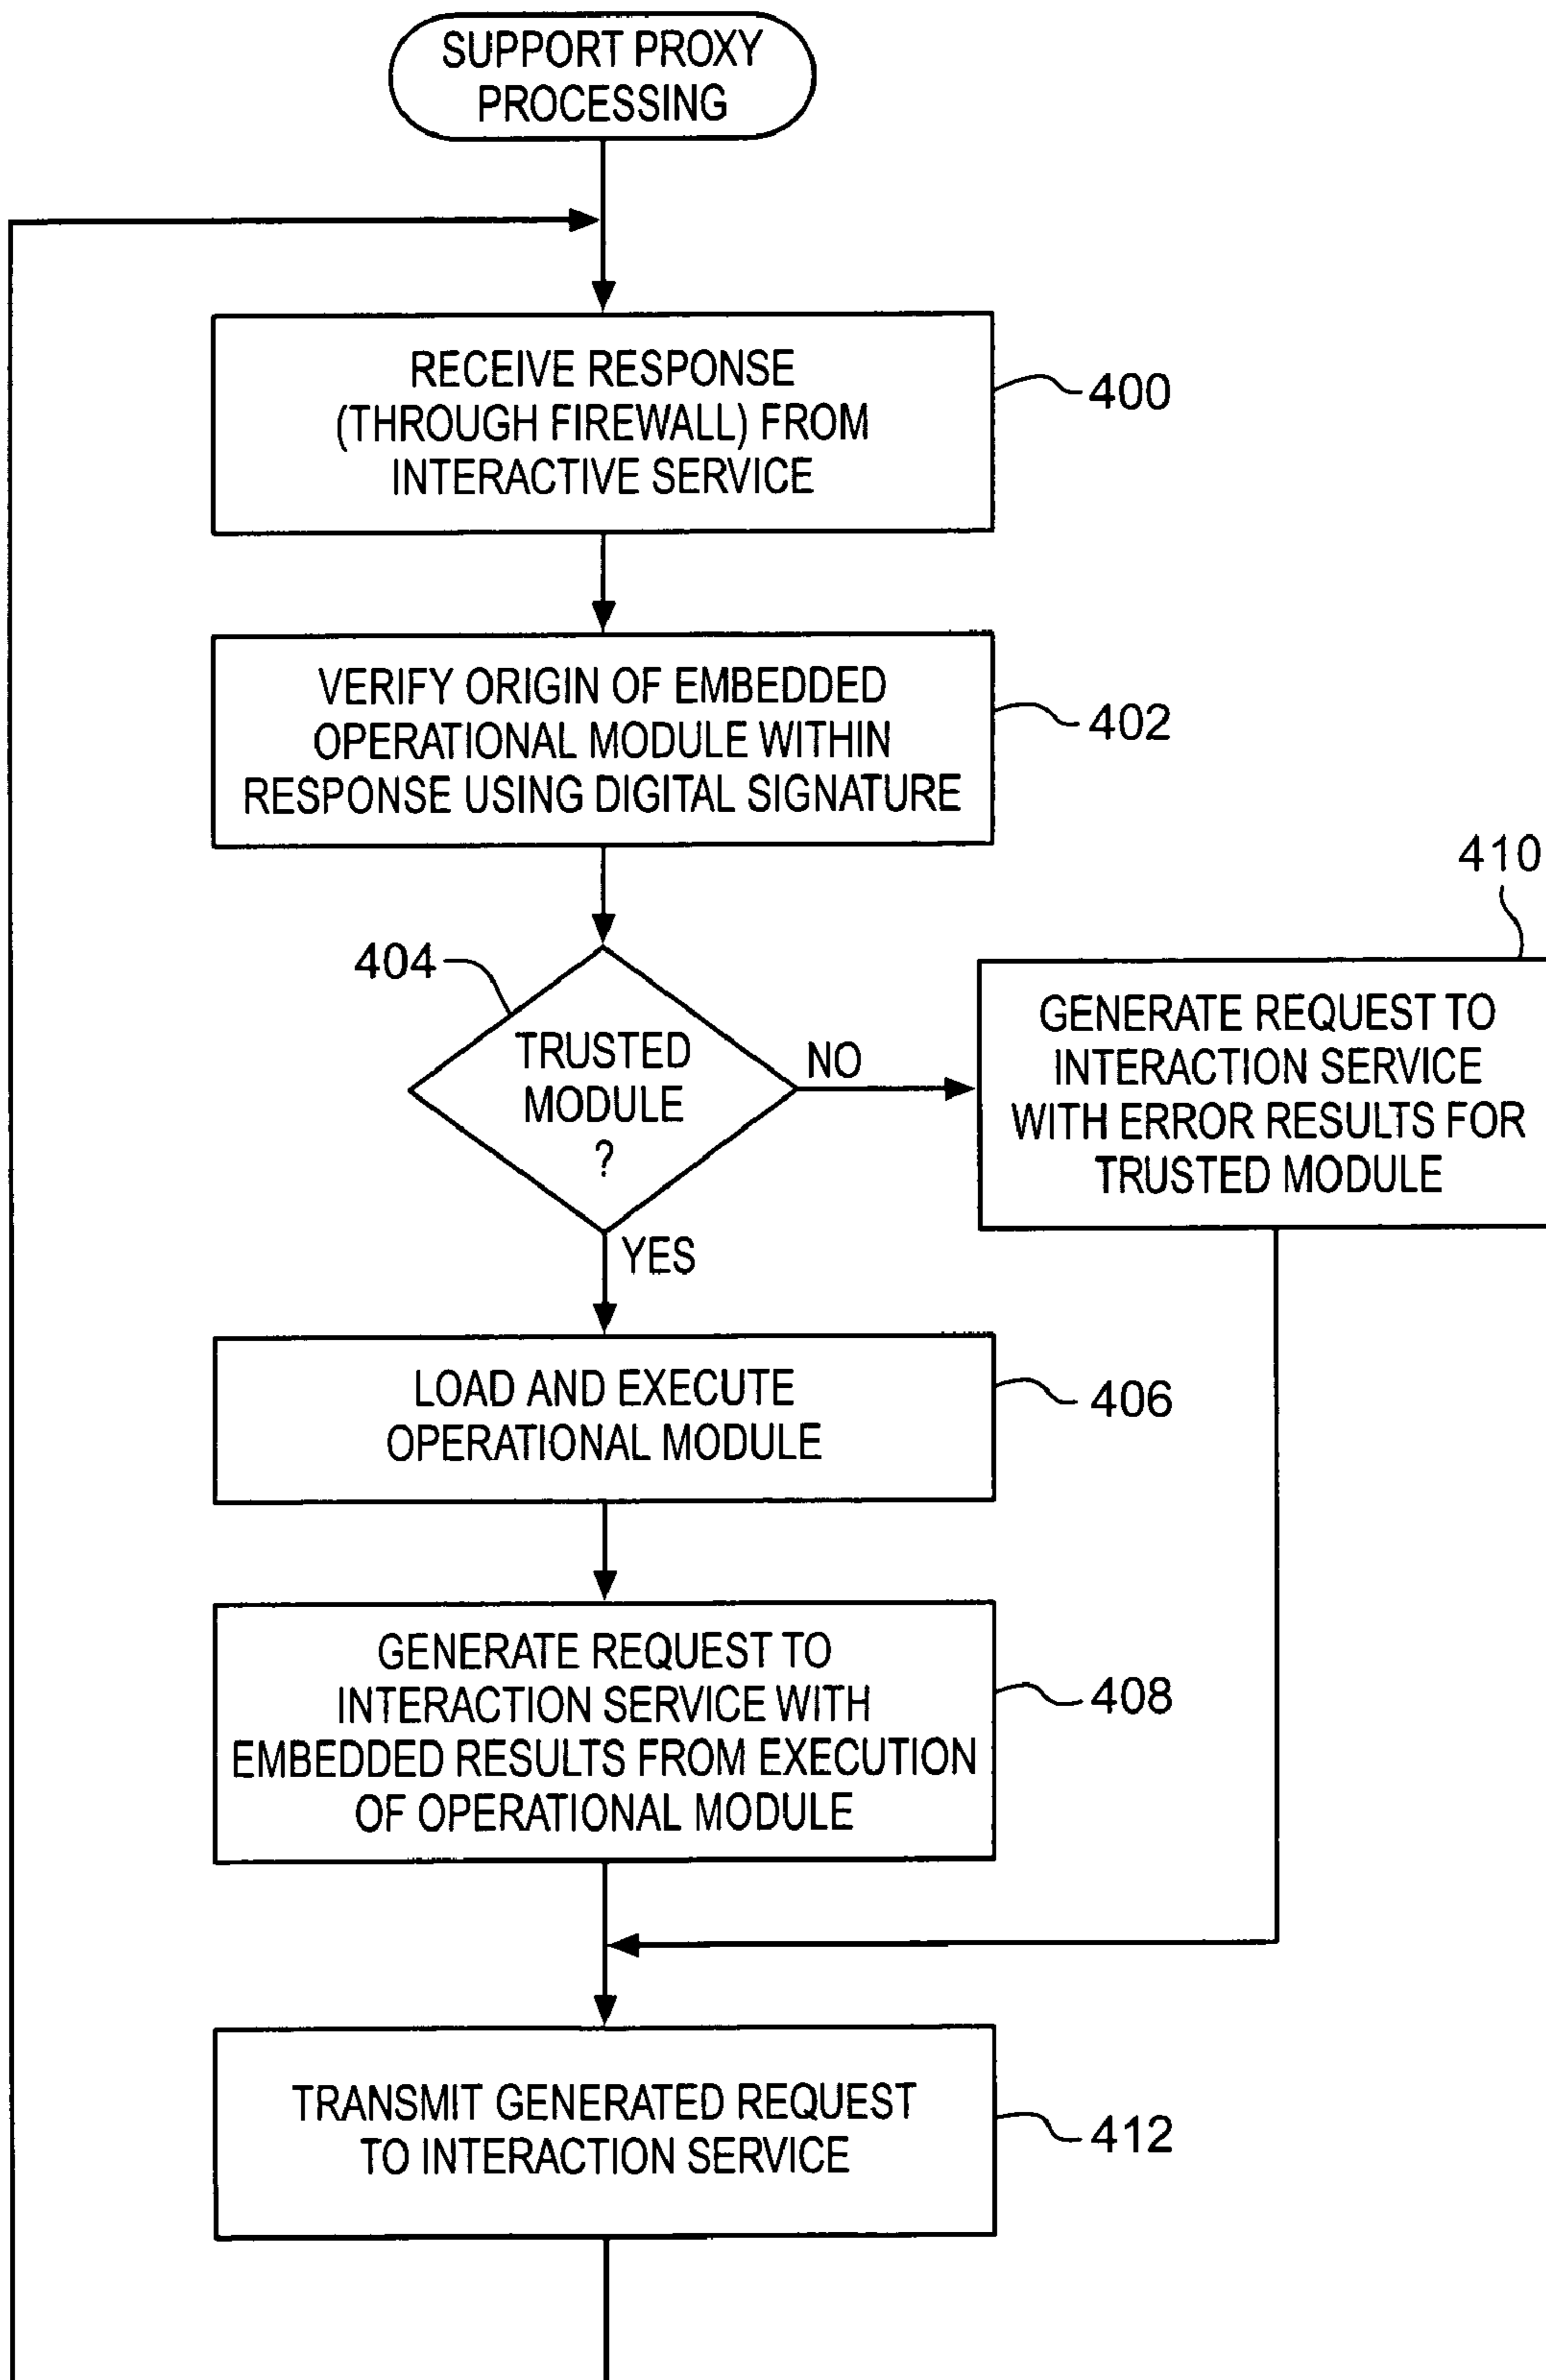 SUPPORT PROXY
PROCESSING
RECEIVE RESPONSE
(THROUGH FIREWALL) FROM
INTERACTIVE SERVICE
400
VERIFY ORIGIN OF EMBEDDED
OPERATIONAL MODULE WITHIN
RESPONSE USING DIGITAL SIGNATURE
402
404
TRUSTED
MODULE
?
NO
YES
410
GENERATE REQUEST TO
INTERACTION SERVICE
WITH ERROR RESULTS FOR
TRUSTED MODULE
LOAD AND EXECUTE
OPERATIONAL MODULE
406
GENERATE REQUEST TO
INTERACTION SERVICE WITH
EMBEDDED RESULTS FROM EXECUTION
OF OPERATIONAL MODULE
408
TRANSMIT GENERATED REQUEST
TO INTERACTION SERVICE
412